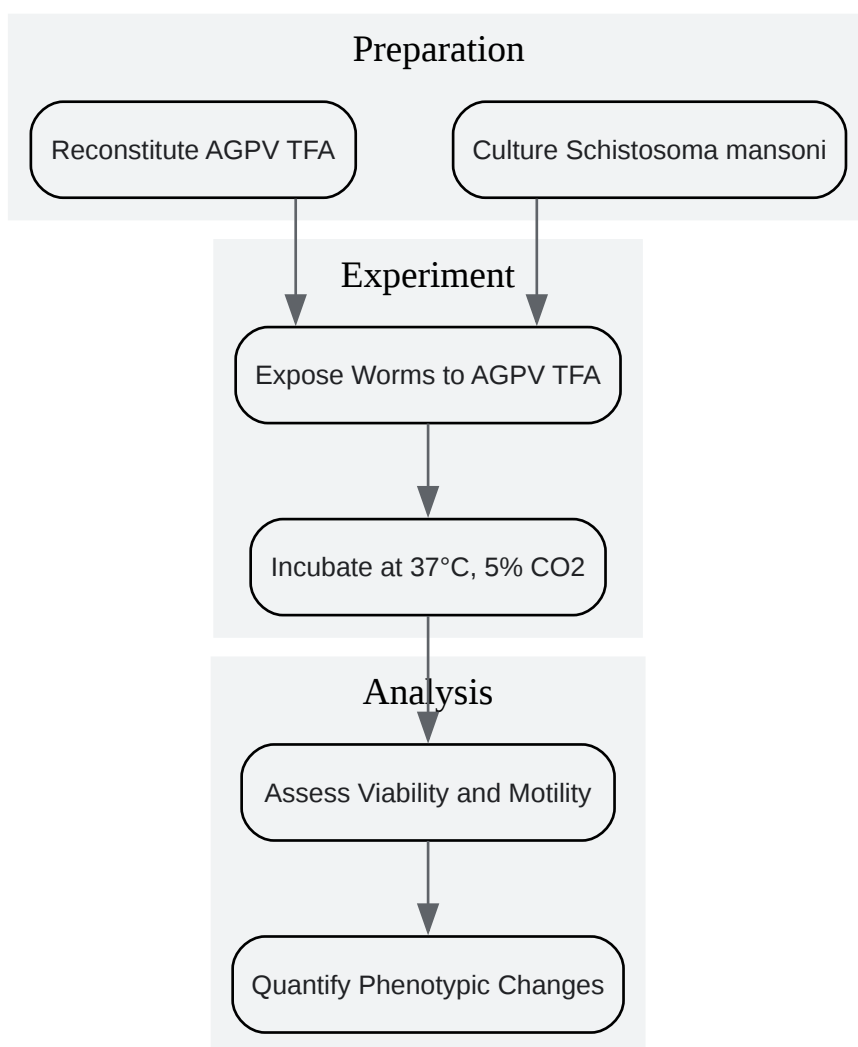 Preparation
Reconstitute AGPV TFA
Culture Schistosoma mansoni
Experiment
Expose Worms to AGPV TFA
Incubate at 37°C, 5% CO2
Analysis
Assess Viability and Motility
Quantify Phenotypic Changes